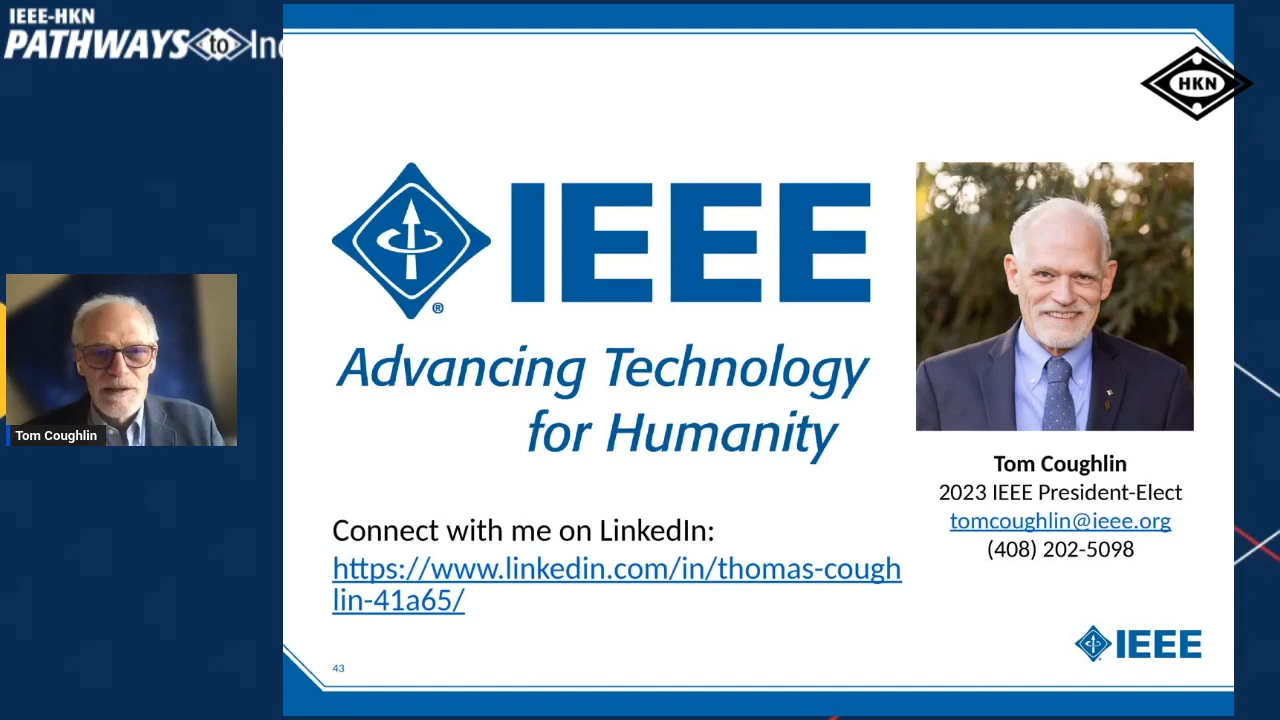 IEEE-HKN
PATHWAYS to In
HKN
IEEE
®
Advancing Technology
for Humanity
Tom Coughlin
Tom Coughlin
2023 IEEE President-Elect
tomcoughlin@ieee.org
(408) 202-5098
Connect with me on LinkedIn:
https://www.linkedin.com/in/thomas-cough
lin-41a65/
IEEE
43